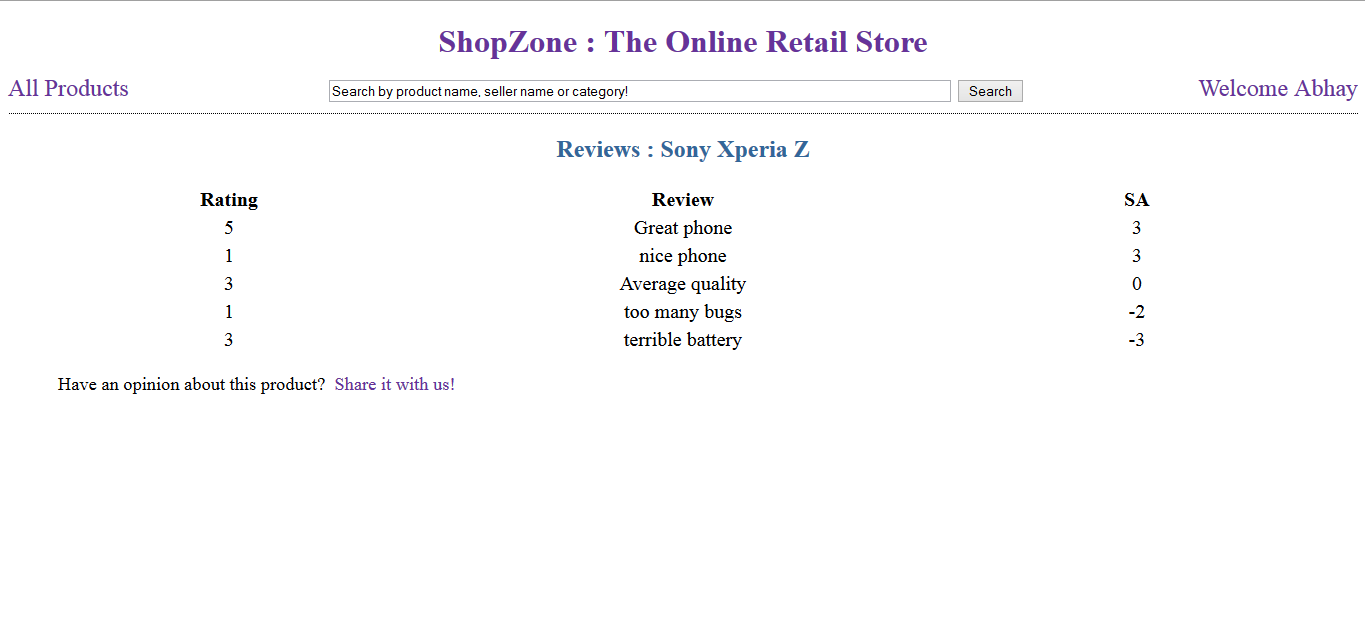 ShopZone : The Online Retail Store
All Products Search by product name, seller name or category! Search Welcome Abhay
Reviews : Sony Xperia Z
Rating Review SA
5 Great phone 3
1 nice phone 3
3 Average quality 0
1 too many bugs -2
3 terrible battery -3
Have an opinion about this product? Share it with us!